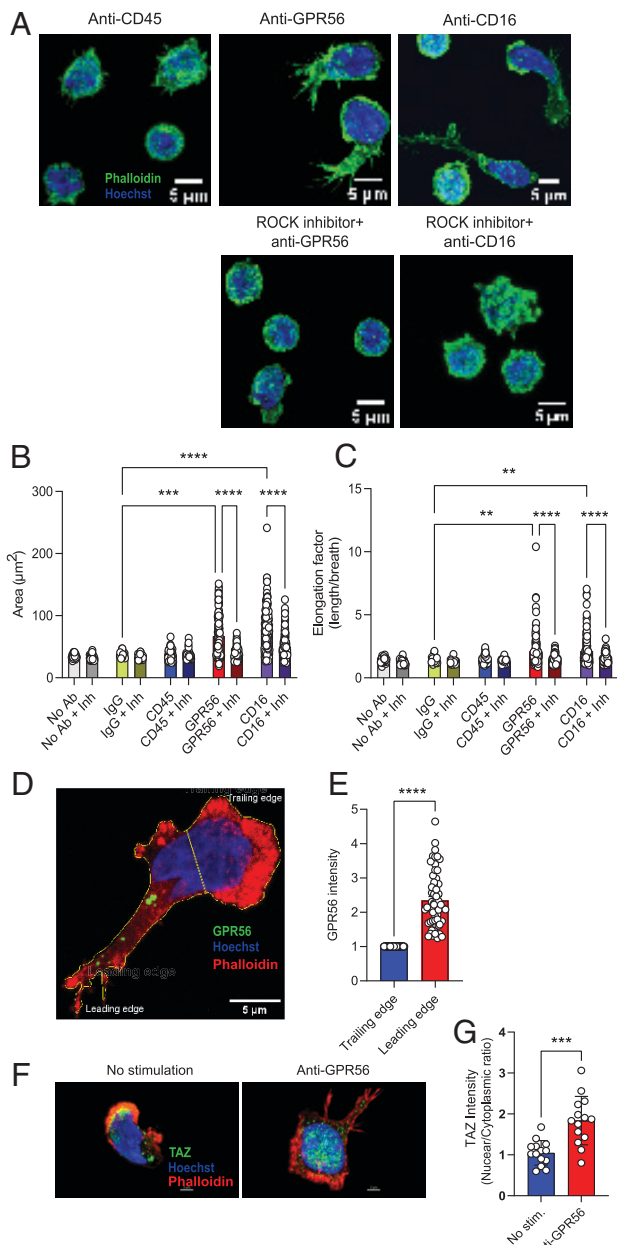 A
Anti-CD45
Anti-GPR56
Anti-CD16
Phalloidin
Hoechst
5 µm
5 µm
5 µm
ROCK inhibitor+
anti-GPR56
ROCK inhibitor+
anti-CD16
5 µm
5 µm
B
****
***
****
****
300
200
100
0
Area (µm²)
No Ab
No Ab + Inh
IgG
IgG + Inh
CD45
CD45 + Inh
GPR56
GPR56 + Inh
CD16
CD16 + Inh
C
**
**
****
****
15
10
5
0
Elongation factor
(length/breath)
No Ab
No Ab + Inh
IgG
IgG + Inh
CD45
CD45 + Inh
GPR56
GPR56 + Inh
CD16
CD16 + Inh
D
Trailing edge
Trailing edge
GPR56
Hoechst
Phalloidin
Leading edge
Leading edge
5 µm
E
****
5
4
3
2
1
0
GPR56 intensity
Trailing edge
Leading edge
F
No stimulation
Anti-GPR56
TAZ
Hoechst
Phalloidin
G
***
4
3
2
1
0
TAZ Intensity
(Nucear/Cytoplasmic ratio)
No stim.